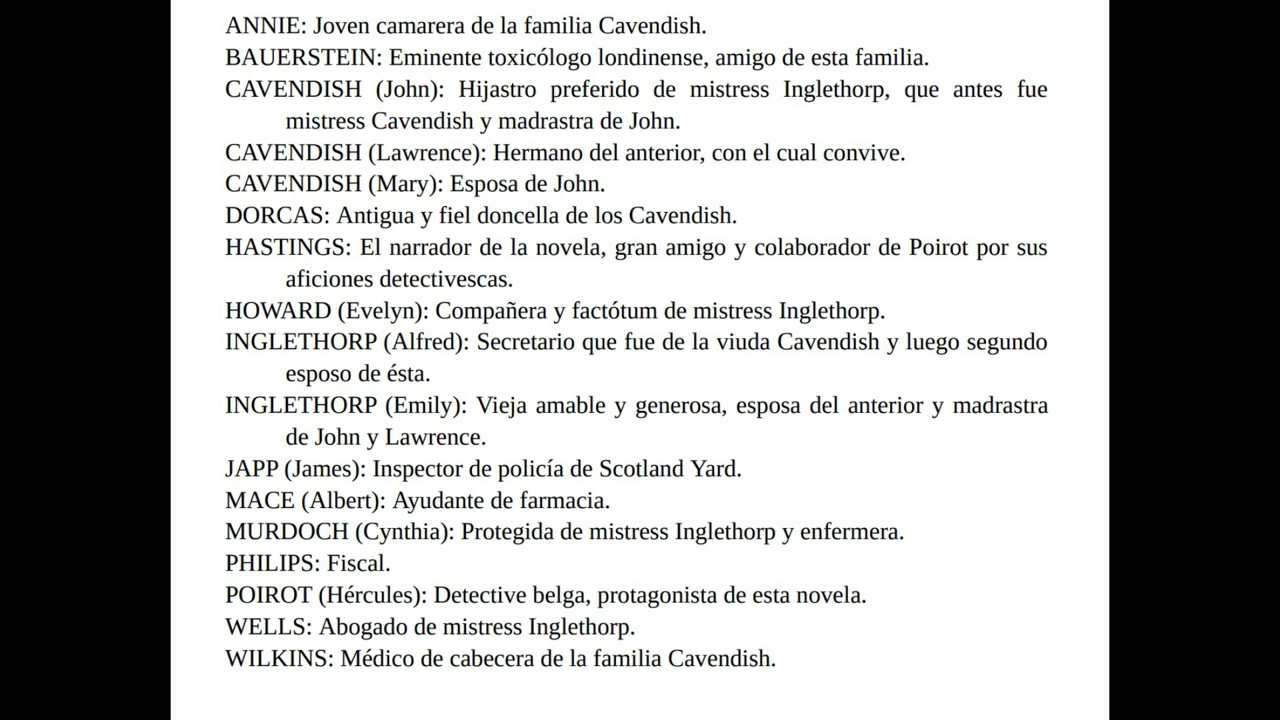 ANNIE: Joven camarera de la familia Cavendish.
BAUERSTEIN: Eminente toxicólogo londinense, amigo de esta familia.
CAVENDISH (John): Hijastro preferido de mistress Inglethorp, que antes fue
mistress Cavendish y madrastra de John.
CAVENDISH (Lawrence): Hermano del anterior, con el cual convive.
CAVENDISH (Mary): Esposa de John.
DORCAS: Antigua y fiel doncella de los Cavendish.
HASTINGS: El narrador de la novela, gran amigo y colaborador de Poirot por sus
aficiones detectivescas.
HOWARD (Evelyn): Compañera y factótum de mistress Inglethorp.
INGLETHORP (Alfred): Secretario que fue de la viuda Cavendish y luego segundo
esposo de ésta.
INGLETHORP (Emily): Vieja amable y generosa, esposa del anterior y madrastra
de John y Lawrence.
JAPP (James): Inspector de policía de Scotland Yard.
MACE (Albert): Ayudante de farmacia.
MURDOCH (Cynthia): Protegida de mistress Inglethorp y enfermera.
PHILIPS: Fiscal.
POIROT (Hércules): Detective belga, protagonista de esta novela.
WELLS: Abogado de mistress Inglethorp.
WILKINS: Médico de cabecera de la familia Cavendish.